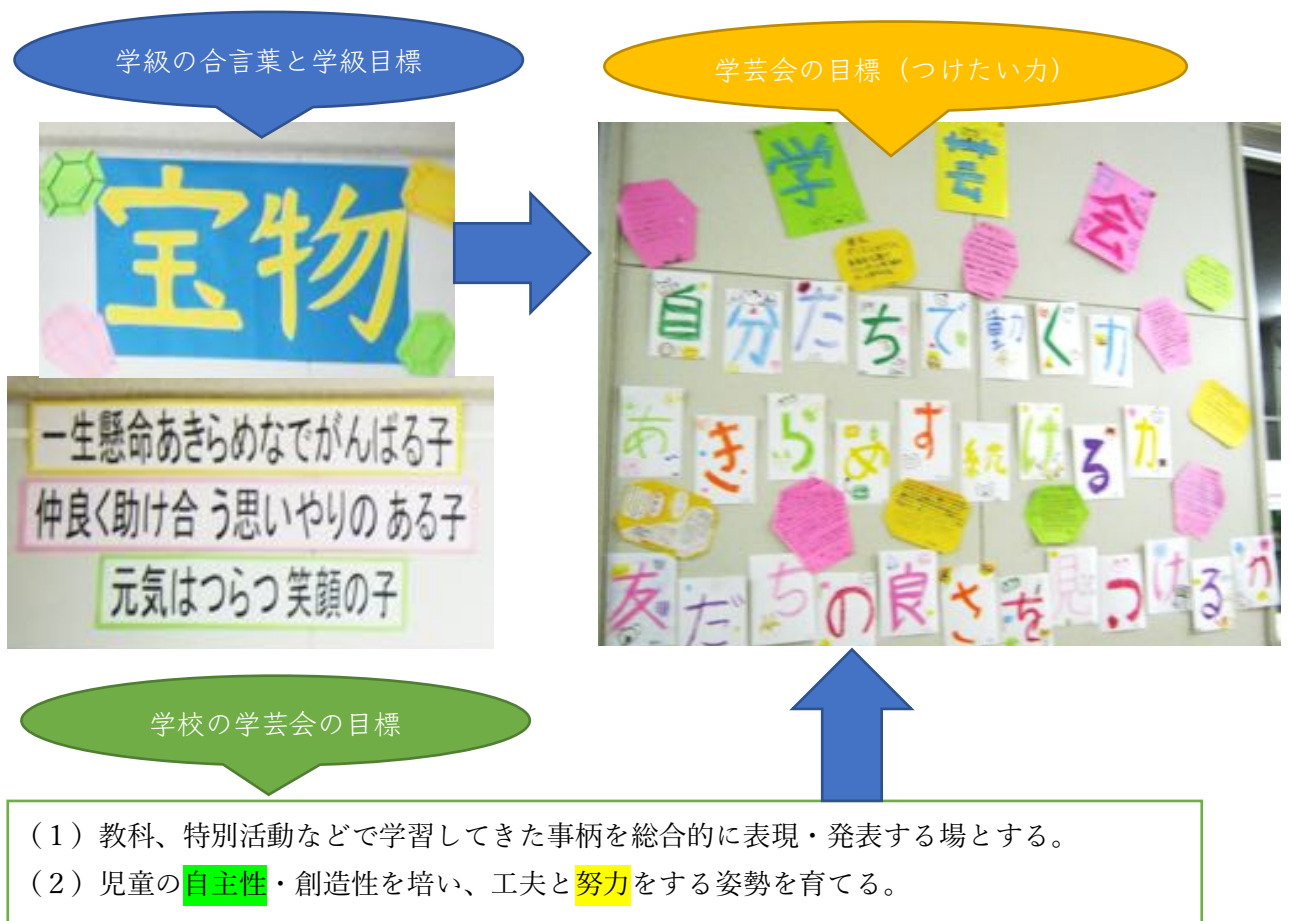 学級の合言葉と学級目標
宝物
一生懸命あきらめなでがんばる子
仲良く助け合う思いやりのある子
元気はつらつ笑顔の子
学芸会の目標（つけたい力）
学芸会
自分たちで動く力
あきらめず続ける力
友だちの良さを見つける力
学校の学芸会の目標
（１）教科、特別活動などで学習してきた事柄を総合的に表現・発表する場とする。
（２）児童の自主性・創造性を培い、工夫と努力をする姿勢を育てる。